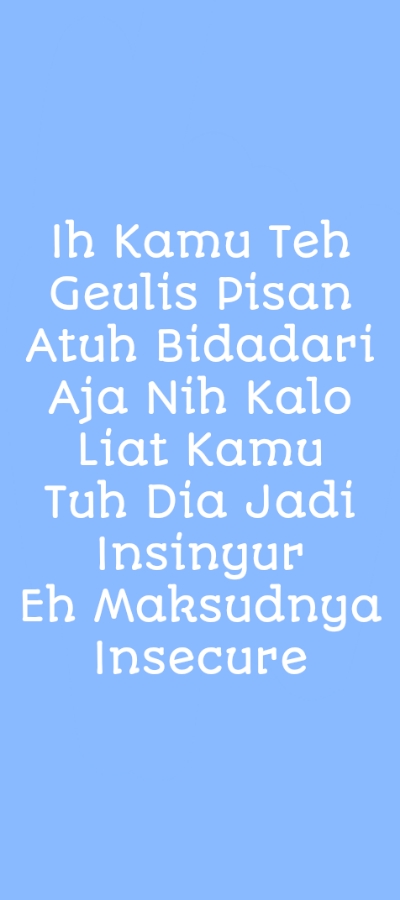 Ih Kamu Teh
Geulis Pisan
Atuh Bidadari
Aja Nih Kalo
Liat Kamu
Tuh Dia Jadi
Insinyur
Eh Maksudnya
Insecure